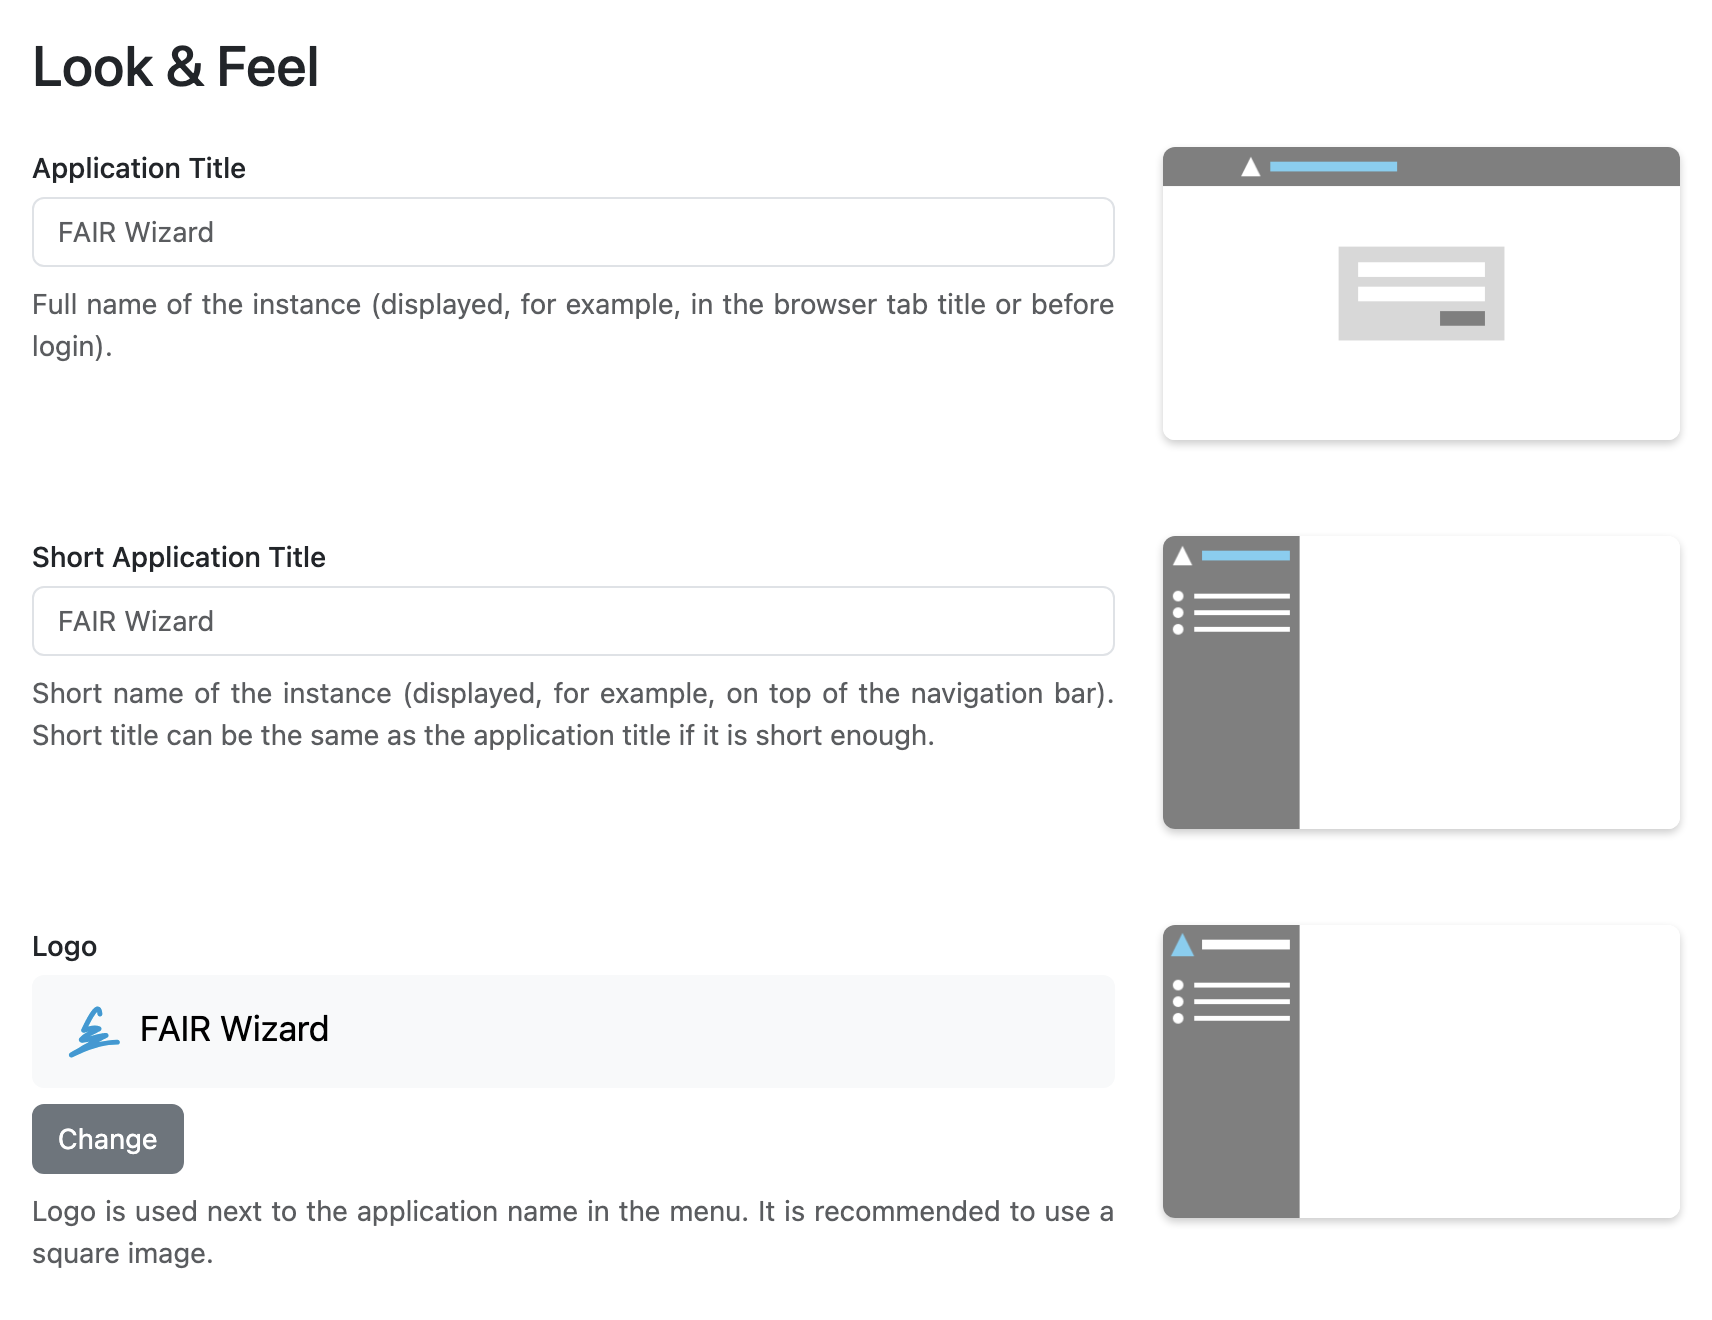 Look & Feel
Application Title
FAIR Wizard
Full name of the instance (displayed, for example, in the browser tab title or before
login).
Short Application Title
FAIR Wizard
Short name of the instance (displayed, for example, on top of the navigation bar).
Short title can be the same as the application title if it is short enough.
Logo
FAIR Wizard
Change
Logo is used next to the application name in the menu. It is recommended to use a
square image.